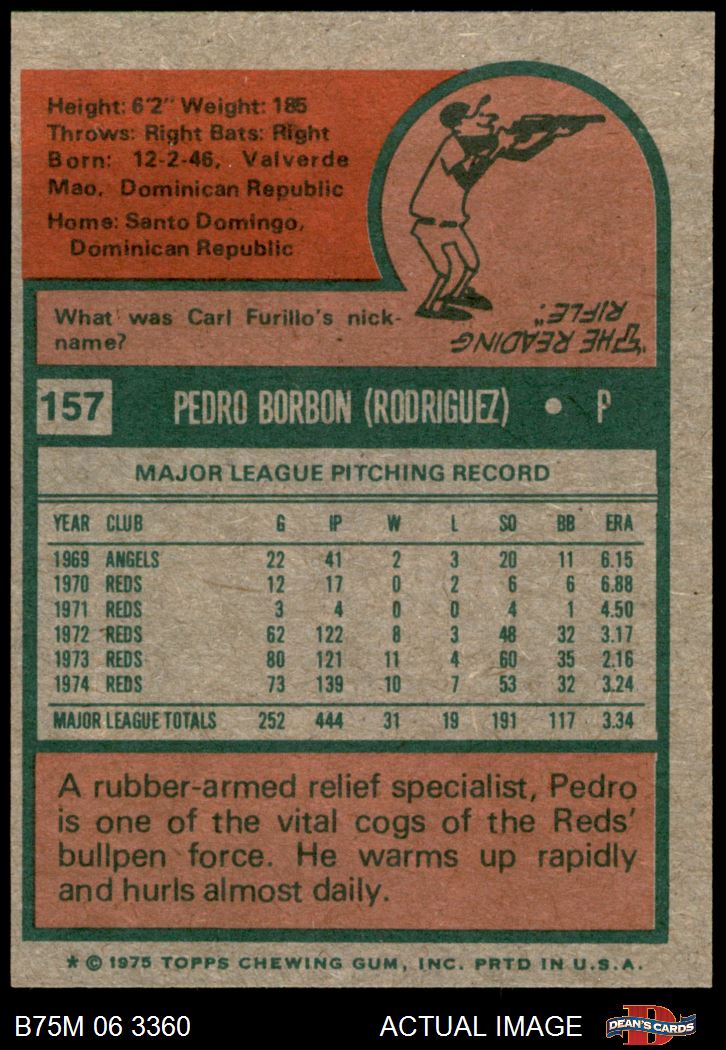 Height: 6'2" Weight: 185
Throws: Right Bats: Right
Born: 12-2-46, Valverde
Mao, Dominican Republic
Home: Santo Domingo,
Dominican Republic
What was Carl Furillo's nick-
name?
"THE READING
RIFLE."
157 PEDRO BORBON (RODRIGUEZ) • P
MAJOR LEAGUE PITCHING RECORD
YEAR CLUB G IP W L SO BB ERA
1969 ANGELS 22 41 2 3 20 11 6.15
1970 REDS 12 17 0 2 6 6 6.88
1971 REDS 3 4 0 0 4 1 4.50
1972 REDS 62 122 8 3 48 32 3.17
1973 REDS 80 121 11 4 60 35 2.16
1974 REDS 73 139 10 7 53 32 3.24
MAJOR LEAGUE TOTALS 252 444 31 19 191 117 3.34
A rubber-armed relief specialist, Pedro
is one of the vital cogs of the Reds'
bullpen force. He warms up rapidly
and hurls almost daily.
* © 1975 TOPPS CHEWING GUM, INC. PRTD IN U.S.A.
B75M 06 3360 ACTUAL IMAGE
D
DEAN'S CARDS